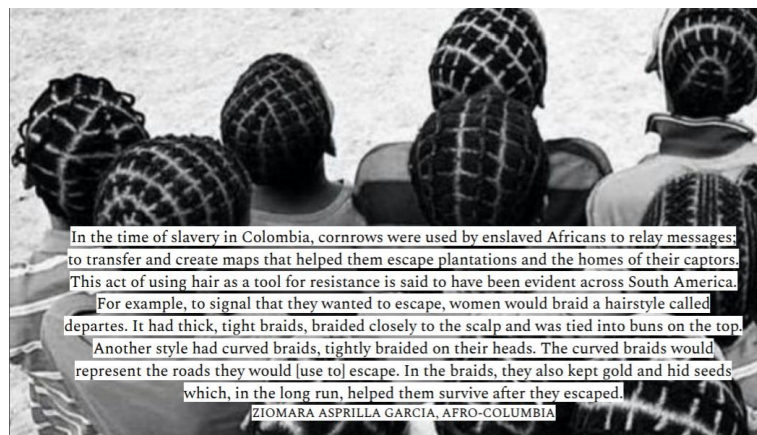 In the time of slavery in Colombia, cornrows were used by enslaved Africans to relay messages;
to transfer and create maps that helped them escape plantations and the homes of their captors.
This act of using hair as a tool for resistance is said to have been evident across South America.
For example, to signal that they wanted to escape, women would braid a hairstyle called
departes. It had thick, tight braids, braided closely to the scalp and was tied into buns on the top.
Another style had curved braids, tightly braided on their heads. The curved braids would
represent the roads they would [use to] escape. In the braids, they also kept gold and hid seeds
which, in the long run, helped them survive after they escaped.
ZIOMARA ASPRILLA GARCIA, AFRO-COLUMBIA